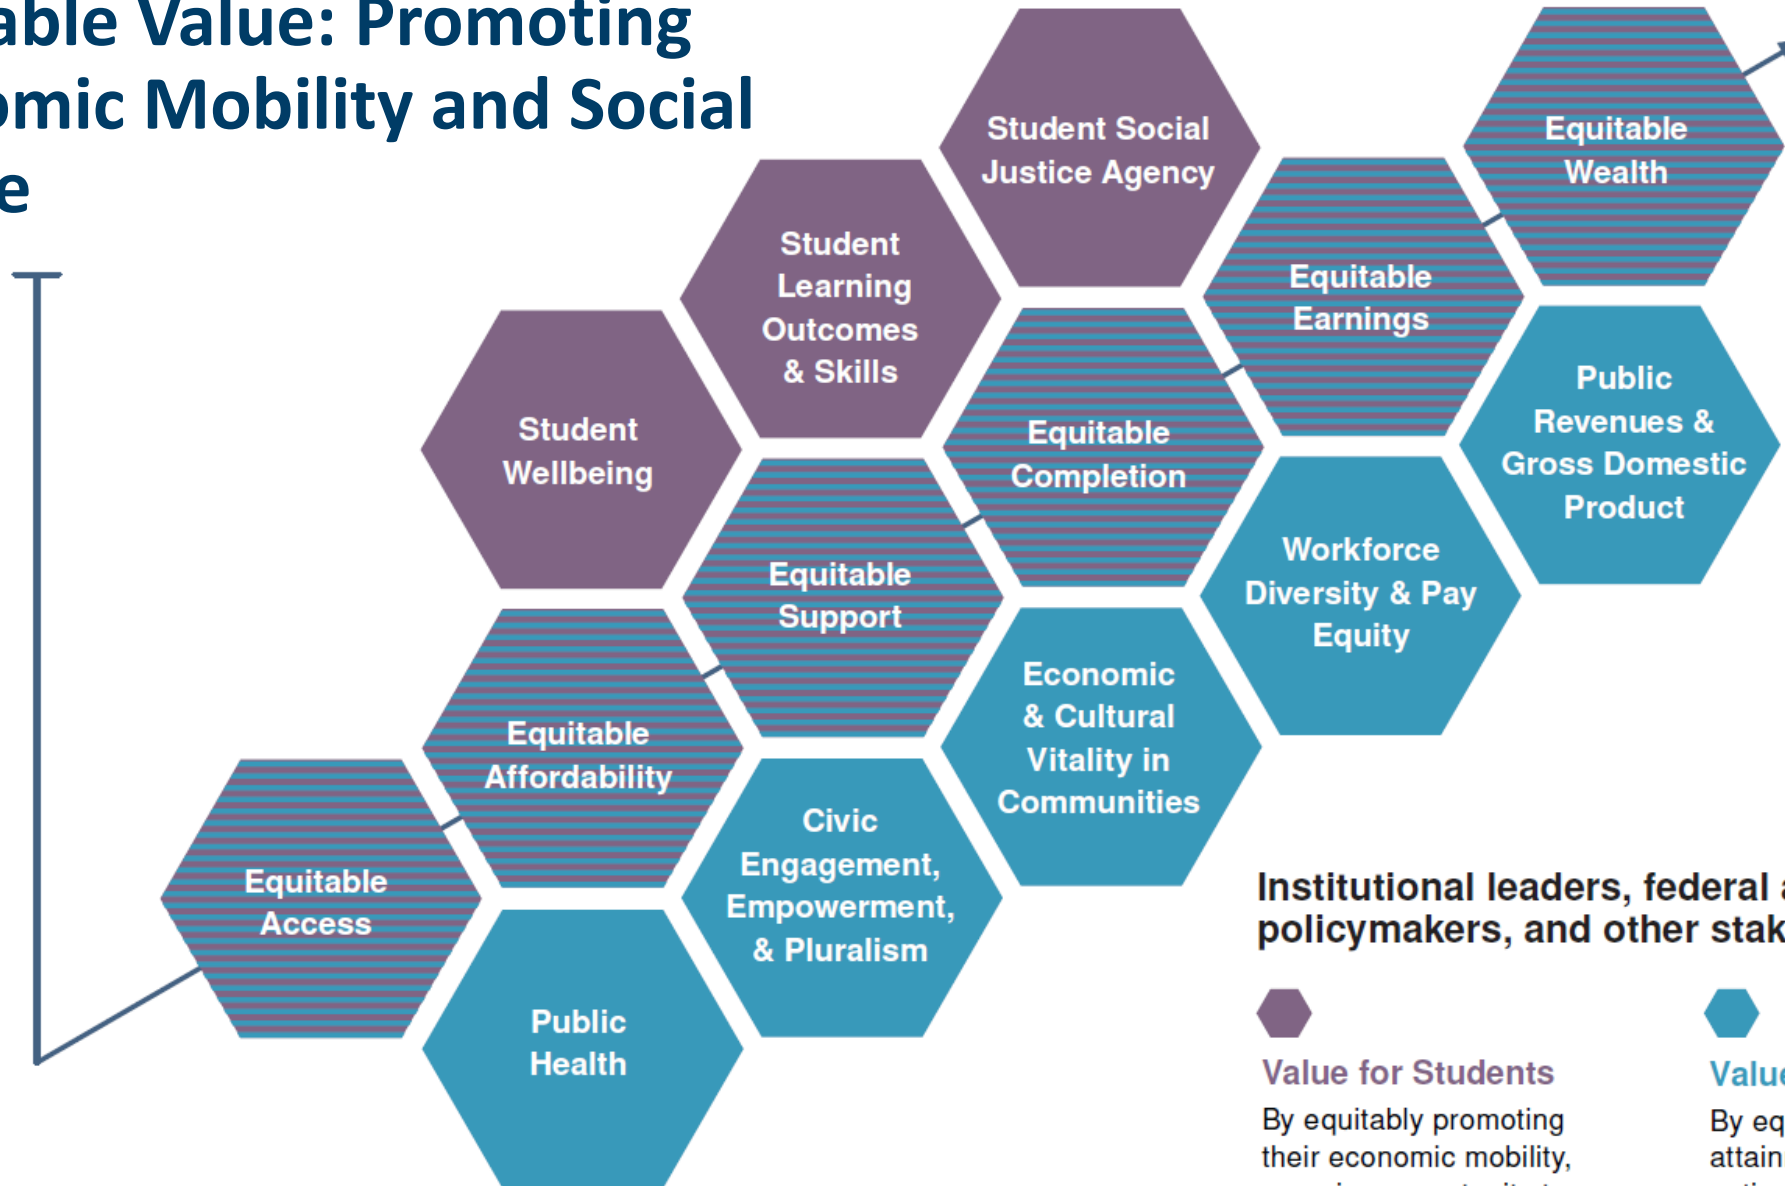 able Value: Promoting
omic Mobility and Social
e
Student Social
Justice Agency
Equitable
Wealth
Student
Learning
Outcomes
& Skills
Equitable
Earnings
Student
Wellbeing
Equitable
Completion
Public
Revenues &
Gross Domestic
Product
Equitable
Support
Workforce
Diversity & Pay
Equity
Equitable
Affordability
Economic
& Cultural
Vitality in
Communities
Equitable
Access
Civic
Engagement,
Empowerment,
& Pluralism
Public
Health
Institutional leaders, federal a
policymakers, and other stak
Value for Students
By equitably promoting
their economic mobility,
Value
By eq
attain